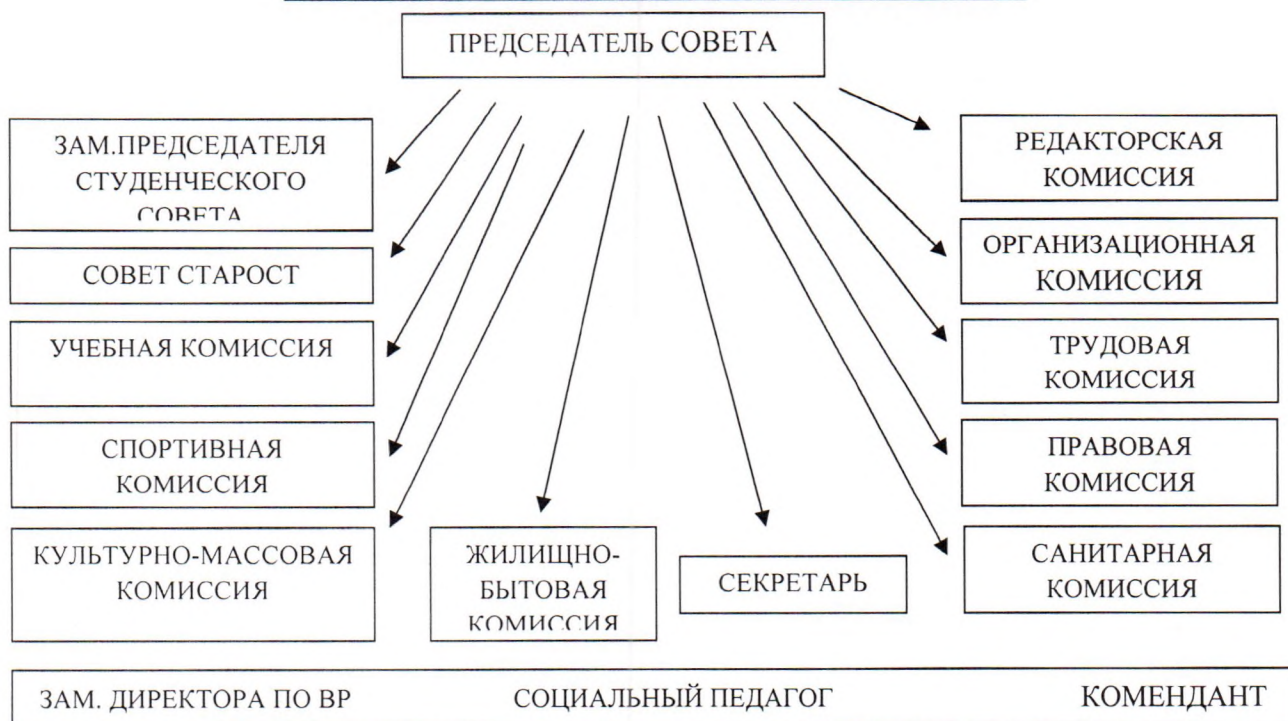 ПРЕДСЕДАТЕЛЬ СОВЕТА
ЗАМ.ПРЕДСЕДАТЕЛЯ
СТУДЕНЧЕСКОГО
СОВЕТА
СОВЕТ СТАРОСТ
УЧЕБНАЯ КОМИССИЯ
СПОРТИВНАЯ
КОМИССИЯ
КУЛЬТУРНО-МАССОВАЯ
КОМИССИЯ
ЖИЛИЩНО-
БЫТОВАЯ
КОМИССИЯ
СЕКРЕТАРЬ
РЕДАКТОРСКАЯ
КОМИССИЯ
ОРГАНИЗАЦИОННАЯ
КОМИССИЯ
ТРУДОВАЯ
КОМИССИЯ
ПРАВОВАЯ
КОМИССИЯ
САНИТАРНАЯ
КОМИССИЯ
ЗАМ. ДИРЕКТОРА ПО ВР СОЦИАЛЬНЫЙ ПЕДАГОГ КОМЕНДАНТ